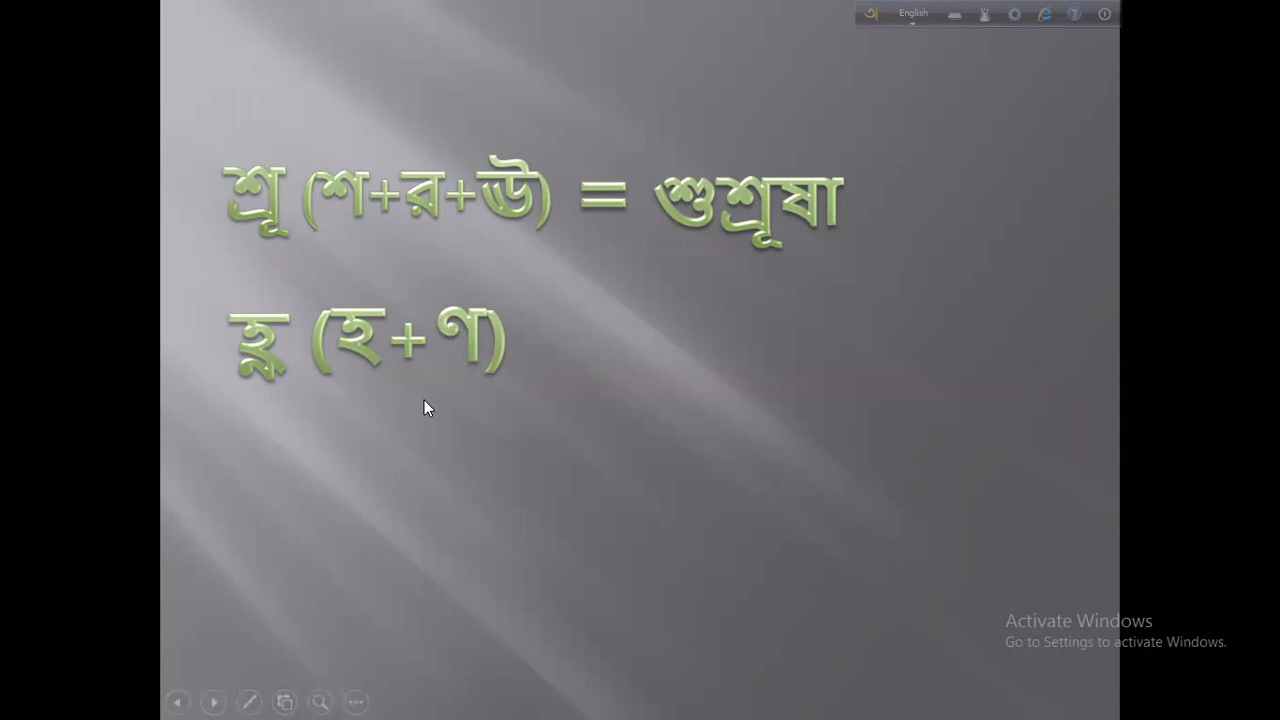 English
শ্রূ (শ+র+ঊ) = শুশ্রূষা
হ্ণ (হ+ণ)
Activate Windows
Go to Settings to activate Windows.